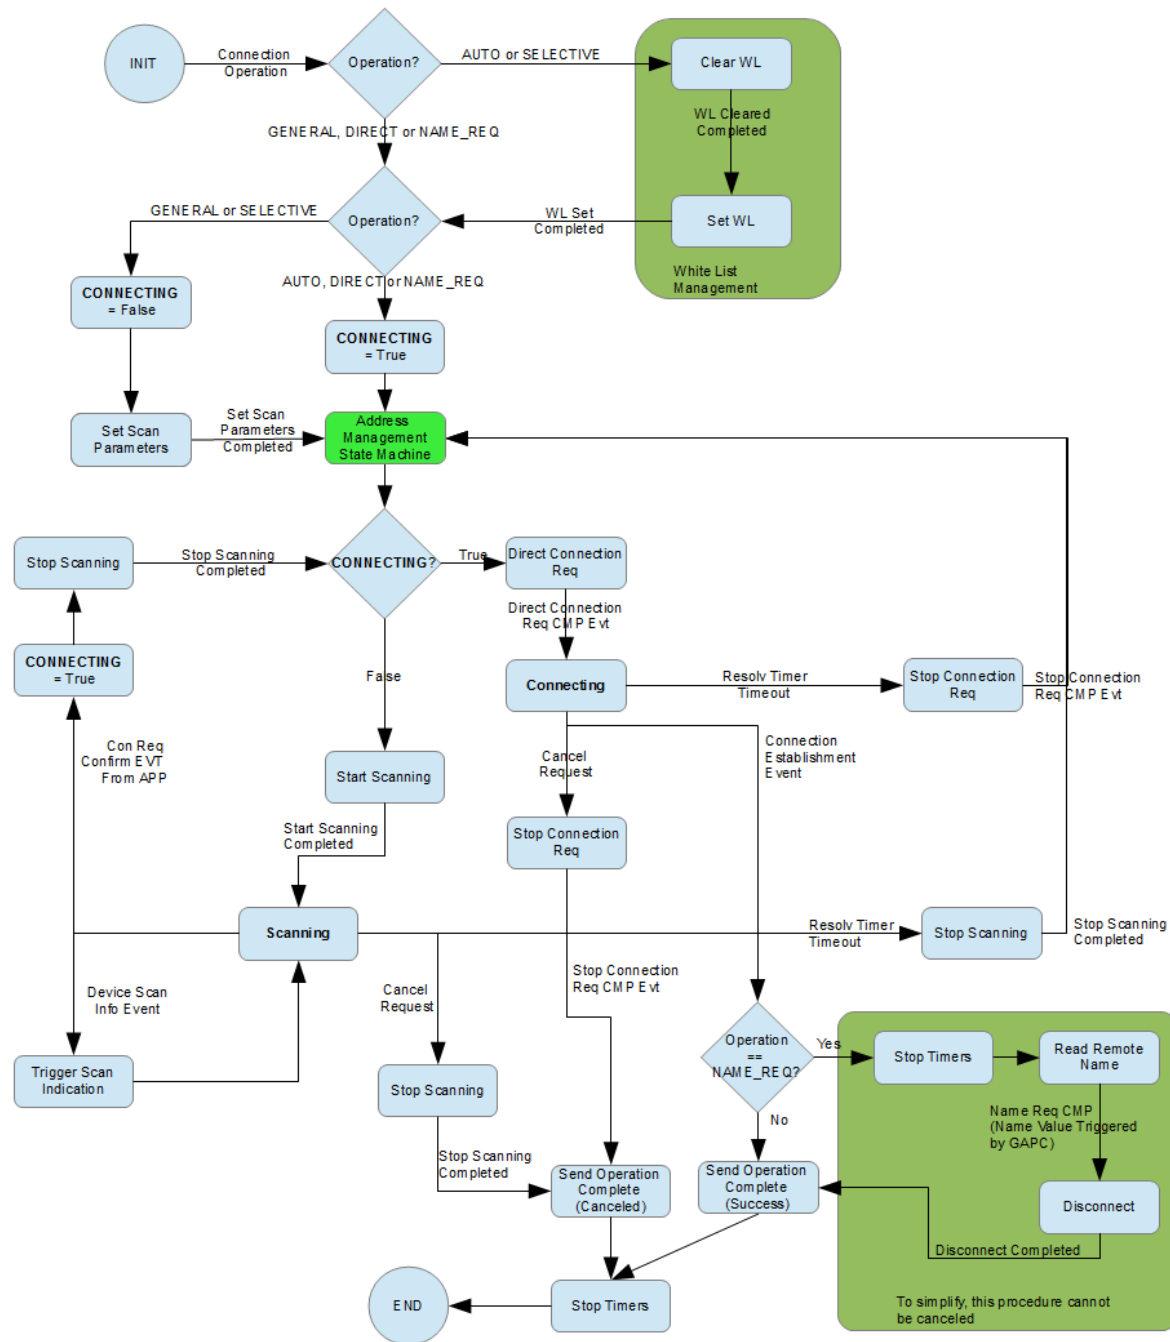 INIT
Connection
Operation
Operation?
AUTO or SELECTIVE
Clear WL
WL Cleared
Completed
GENERAL, DIRECT or NAME_REQ
GENERAL or SELECTIVE
Operation?
WL Set
Completed
Set WL
White List
Management
AUTO, DIRECT or NAME_REQ
CONNECTING
= False
CONNECTING
= True
Set Scan
Parameters
Set Scan
Parameters
Completed
Address
Management
State Machine
Stop Scanning
Stop Scanning
Completed
CONNECTING?
True
Direct Connection
Req
Direct Connection
Req CMP Evt
CONNECTING
= True
False
Connecting
Resolv Timer
Timeout
Stop Connection
Req
Stop Connection
Req CMP Evt
Con Req
Confirm EVT
From APP
Start Scanning
Cancel
Request
Connection
Establishment
Event
Start Scanning
Completed
Stop Connection
Req
Scanning
Resolv Timer
Timeout
Stop Scanning
Stop Scanning
Completed
Device Scan
Info Event
Cancel
Request
Stop Connection
Req CMP Evt
Trigger Scan
Indication
Stop Scanning
Operation
==
NAME_REQ?
Yes
Stop Timers
Read Remote
Name
No
Name Req CMP
(Name Value Triggered
by GAPC)
Stop Scanning
Completed
Send Operation
Complete
(Canceled)
Send Operation
Complete
(Success)
Disconnect
Disconnect Completed
END
Stop Timers
To simplify, this procedure cannot
be canceled